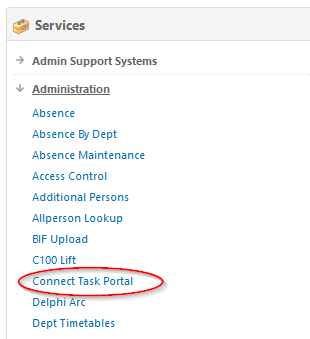 Services
Admin Support Systems
Administration
Absence
Absence By Dept
Absence Maintenance
Access Control
Additional Persons
Allperson Lookup
BIF Upload
C100 Lift
Connect Task Portal
Delphi Arc
Dept Timetables